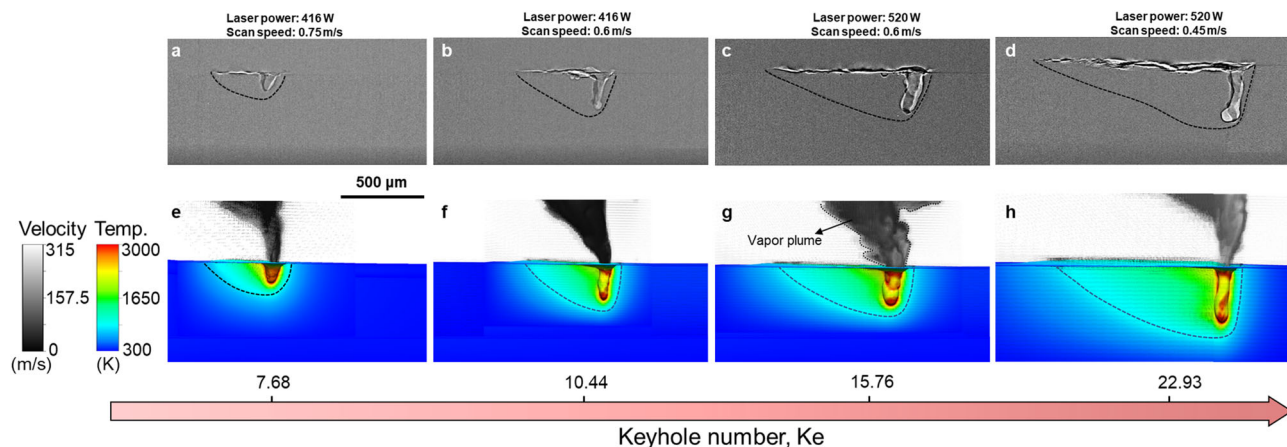 Laser power: 416 W
Scan speed: 0.75 m/s
Laser power: 416 W
Scan speed: 0.6 m/s
Laser power: 520 W
Scan speed: 0.6 m/s
Laser power: 520 W
Scan speed: 0.45 m/s
a
b
c
d
500 µm
e
f
g
h
Vapor plume
Velocity
315
157.5
0
(m/s)
Temp.
3000
1650
300
(K)
7.68
10.44
15.76
22.93
Keyhole number, Ke